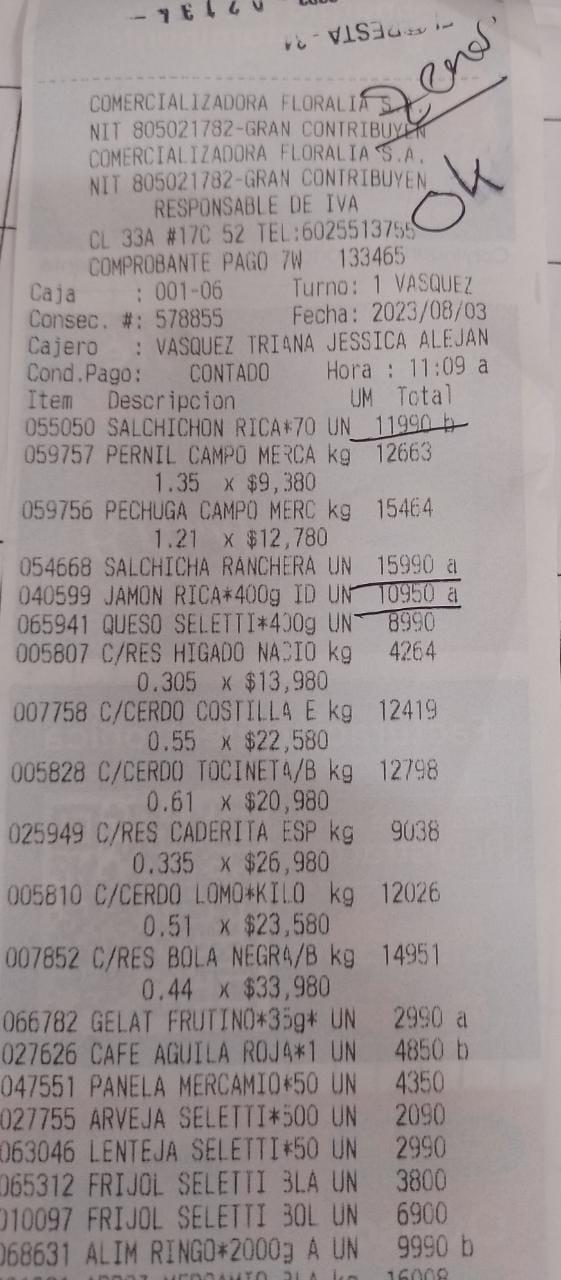 COMERCIALIZADORA FLORALIA S.A.
NIT 805021782-GRAN CONTRIBUYEN
COMERCIALIZADORA FLORALIA S.A.
NIT 805021782-GRAN CONTRIBUYEN
OK
RESPONSABLE DE IVA
CL 33A #17C 52 TEL:6025513755
COMPROBANTE PAGO 7W 133465
Caja : 001-06 Turno: 1 VASQUEZ
Consec. #: 578855 Fecha: 2023/08/03
Cajero : VASQUEZ TRIANA JESSICA ALEJAN
Cond.Pago: CONTADO Hora : 11:09 a
Item Descripcion UM Total
055050 SALCHICHON RICA*70 UN 11990 b
059757 PERNIL CAMPO MERCA kg 12663
1.35 x $9,380
059756 PECHUGA CAMPO MERC kg 15464
1.21 x $12,780
054668 SALCHICHA RANCHERA UN 15990 a
040599 JAMON RICA*400g ID UN 10950 a
065941 QUESO SELETTI*400g UN 8990
005807 C/RES HIGADO NACIO kg 4264
0.305 x $13,980
007758 C/CERDO COSTILLA E kg 12419
0.55 x $22,580
005828 C/CERDO TOCINETA/B kg 12798
0.61 x $20,980
025949 C/RES CADERITA ESP kg 9038
0.335 x $26,980
005810 C/CERDO LOMO*KILO kg 12026
0.51 x $23,580
007852 C/RES BOLA NEGRA/B kg 14951
0.44 x $33,980
066782 GELAT FRUTINO*35g* UN 2990 a
027626 CAFE AGUILA ROJA*1 UN 4850 b
047551 PANELA MERCAMIO*50 UN 4350
027755 ARVEJA SELETTI*500 UN 2090
063046 LENTEJA SELETTI*50 UN 2990
065312 FRIJOL SELETTI BLA UN 3800
010097 FRIJOL SELETTI BOL UN 6900
068631 ALIM RINGO*2000g A UN 9990 b